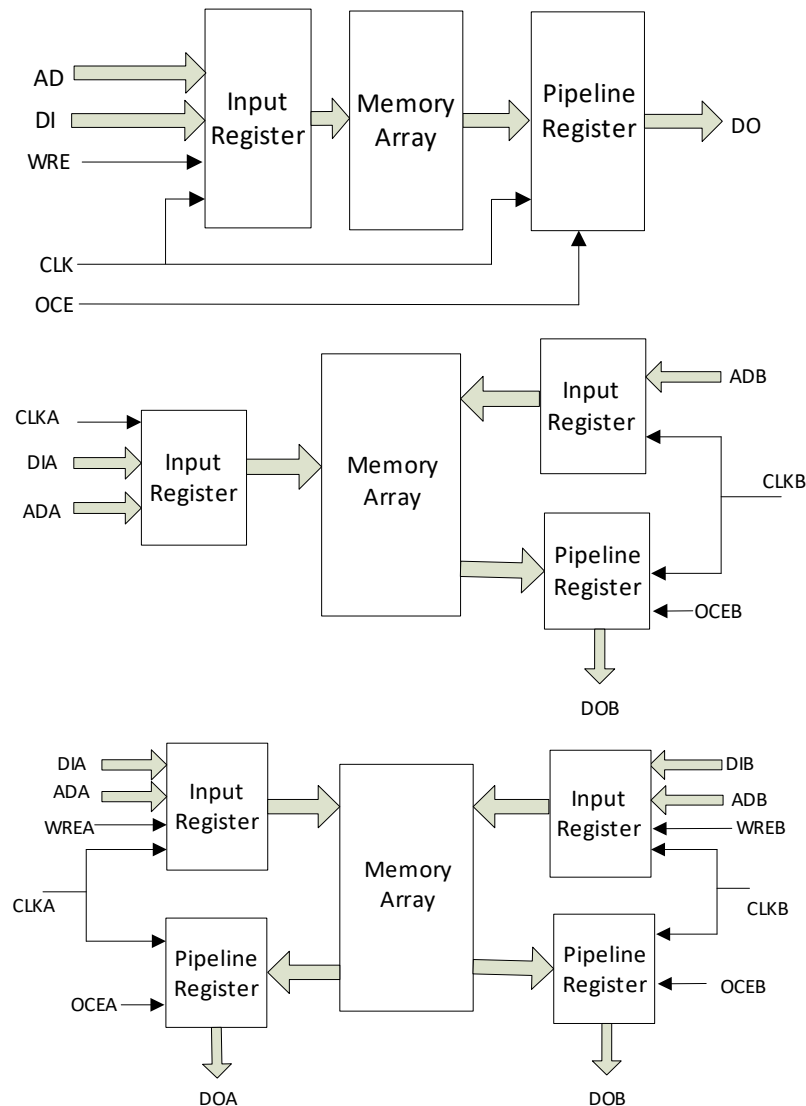 AD
DI
WRE
CLK
OCE
Input
Register
Memory
Array
Pipeline
Register
DO
CLKA
DIA
ADA
Input
Register
Memory
Array
Input
Register
ADB
CLKB
Pipeline
Register
OCEB
DOB
DIA
ADA
WREA
CLKA
OCEA
Input
Register
Pipeline
Register
DOA
Memory
Array
Input
Register
DIB
ADB
WREB
CLKB
Pipeline
Register
OCEB
DOB